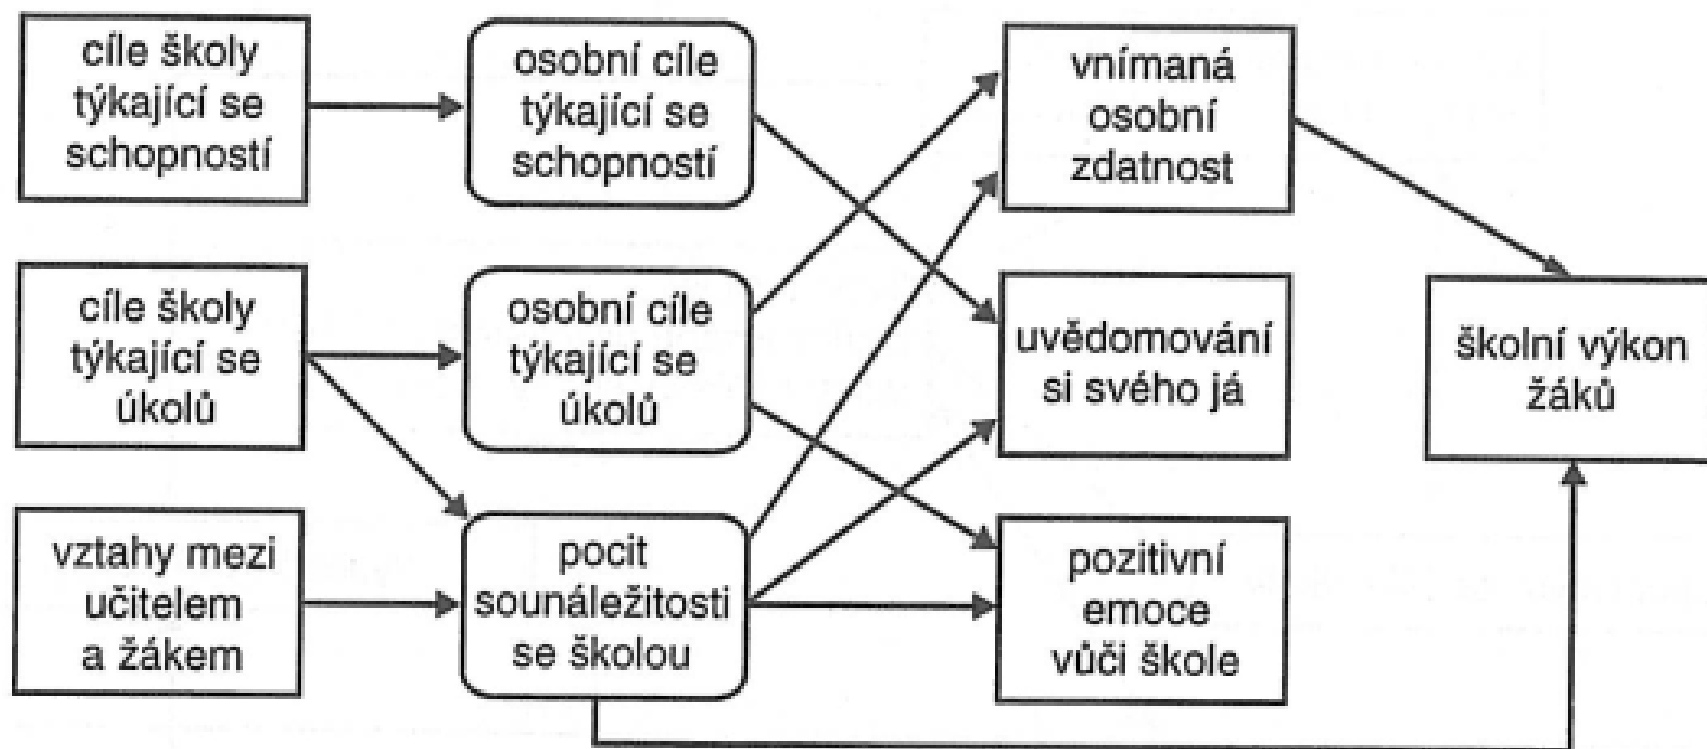 cíle školy
týkající se
schopností
osobní cíle
týkající se
schopností
vnímaná
osobní
zdatnost
cíle školy
týkající se
úkolů
osobní cíle
týkající se
úkolů
uvědomování
si svého já
školní výkon
žáků
vztahy mezi
učitelem
a žákem
pocit
sounáležitosti
se školou
pozitivní
emoce
vůči škole